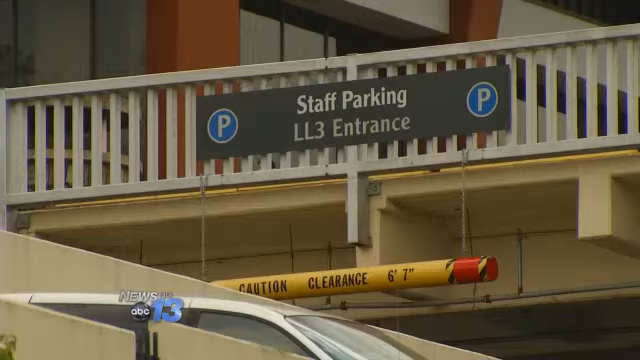 P Staff Parking P
LL3 Entrance
CAUTION CLEARANCE 6' 7"
NEWS
abc 13